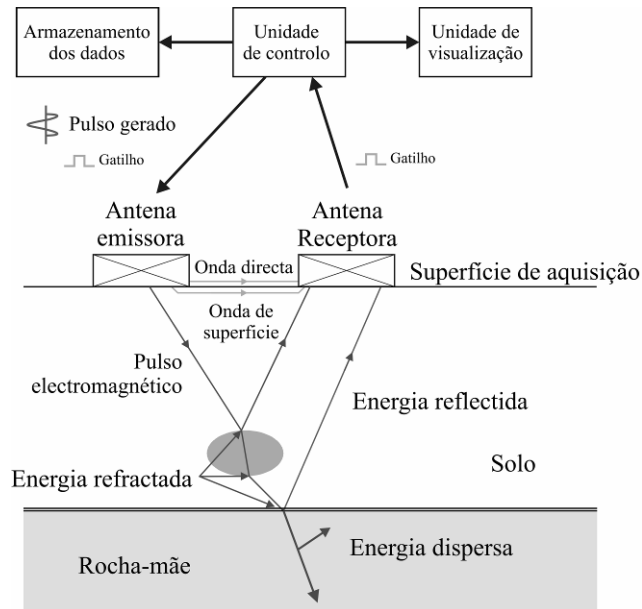 Armazenamento
dos dados
Unidade
de controlo
Unidade de
visualização
Pulso gerado
Gatilho
Gatilho
Antena
emissora
Antena
Receptora
Onda directa
Superfície de aquisição
Onda de
superfície
Pulso
electromagnético
Energia reflectida
Solo
Energia refractada
Energia dispersa
Rocha-mãe